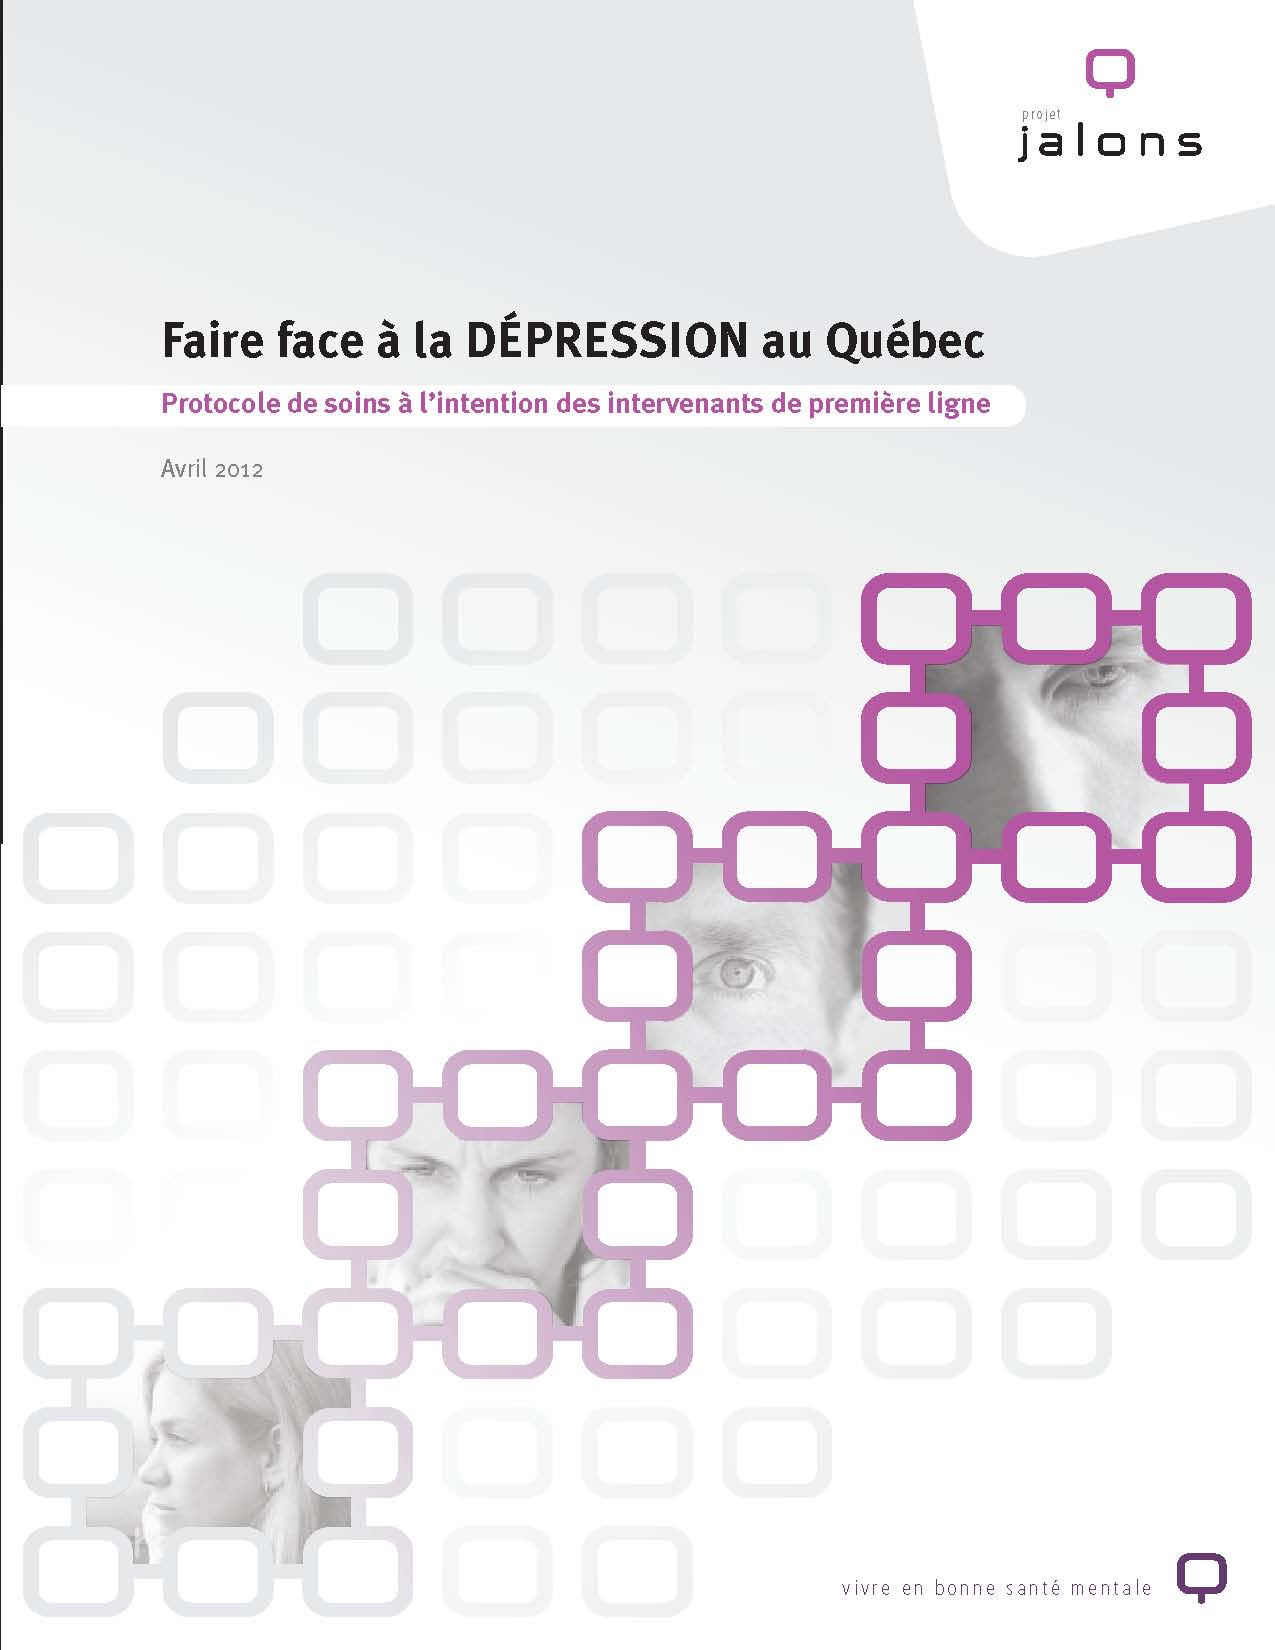 projet
jalons
Faire face à la DÉPRESSION au Québec
Protocole de soins à l’intention des intervenants de première ligne
Avril 2012
vivre en bonne santé mentale